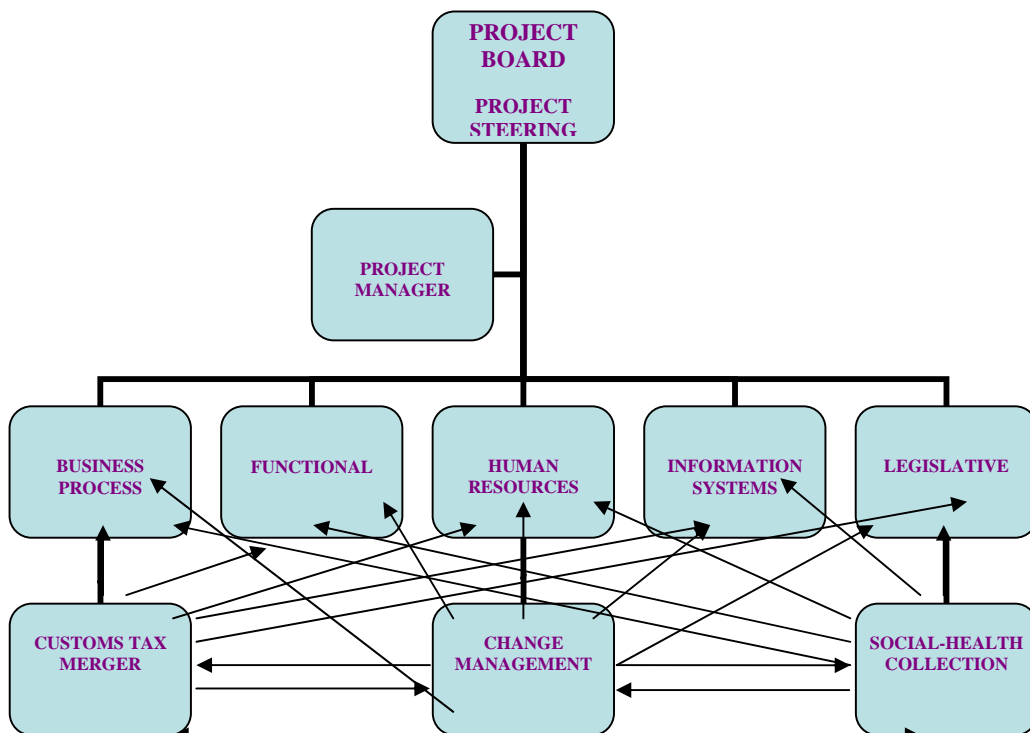 PROJECT
BOARD
PROJECT
STEERING
PROJECT
MANAGER
BUSINESS
PROCESS
FUNCTIONAL
HUMAN
RESOURCES
INFORMATION
SYSTEMS
LEGISLATIVE
CUSTOMS TAX
MERGER
CHANGE
MANAGEMENT
SOCIAL-HEALTH
COLLECTION